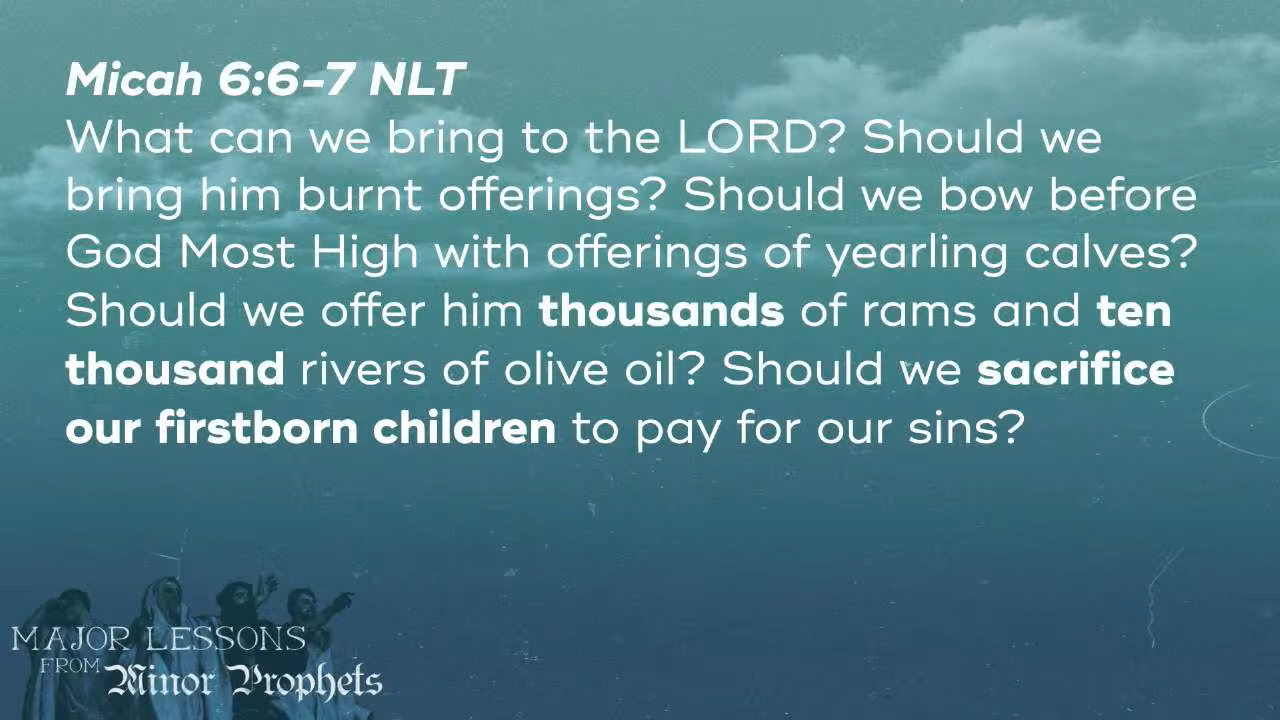 Micah 6:6-7 NLT
What can we bring to the LORD? Should we
bring him burnt offerings? Should we bow before
God Most High with offerings of yearling calves?
Should we offer him thousands of rams and ten
thousand rivers of olive oil? Should we sacrifice
our firstborn children to pay for our sins?
MAJOR LESSONS
FROM Minor Prophets